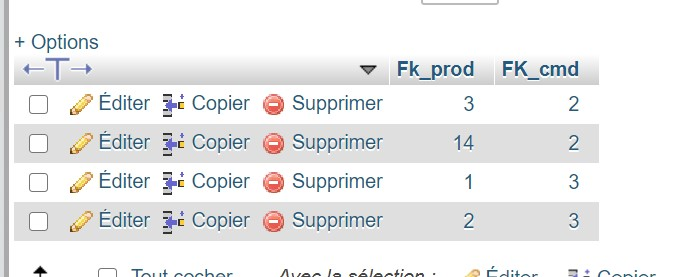 + Options
←T→ Fk_prod FK_cmd
Éditer Copier Supprimer 3 2
Éditer Copier Supprimer 14 2
Éditer Copier Supprimer 1 3
Éditer Copier Supprimer 2 3
Tout cocher Avec la sélection : Éditer Copier